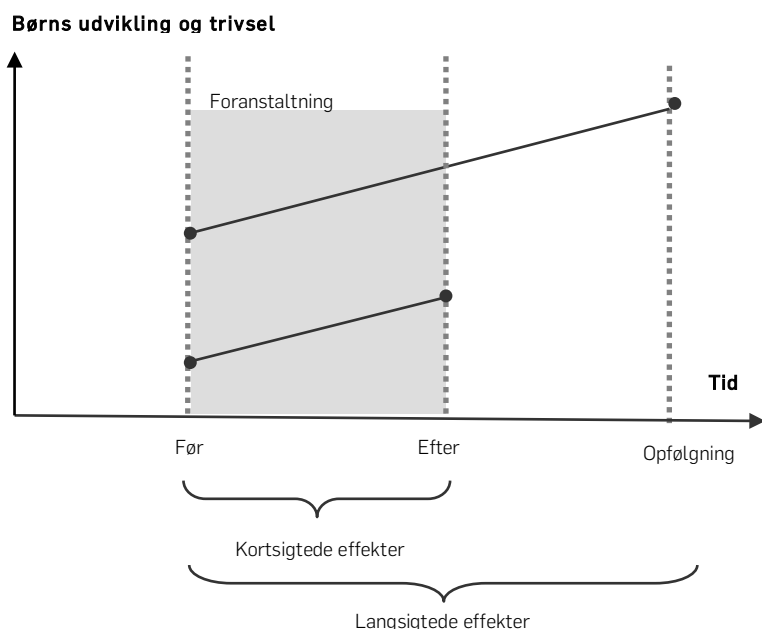 Børns udvikling og trivsel
Foranstaltning
Tid
Før
Efter
Opfølgning
Kortsigtede effekter
Langsigtede effekter